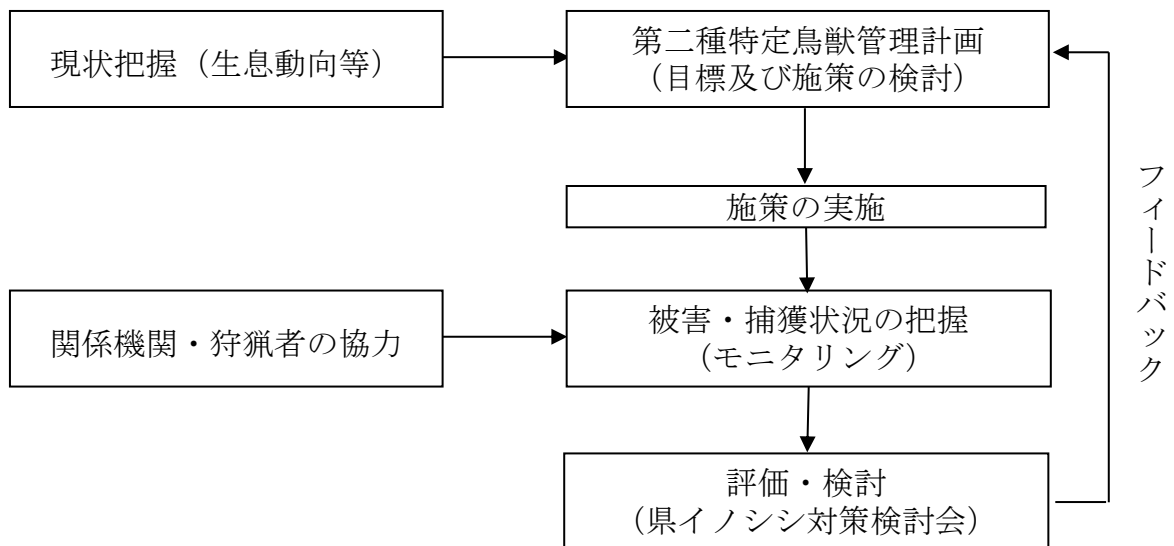 現状把握（生息動向等）
第二種特定鳥獣管理計画
（目標及び施策の検討）
施策の実施
関係機関・狩猟者の協力
被害・捕獲状況の把握
（モニタリング）
評価・検討
（県イノシシ対策検討会）
フィードバック